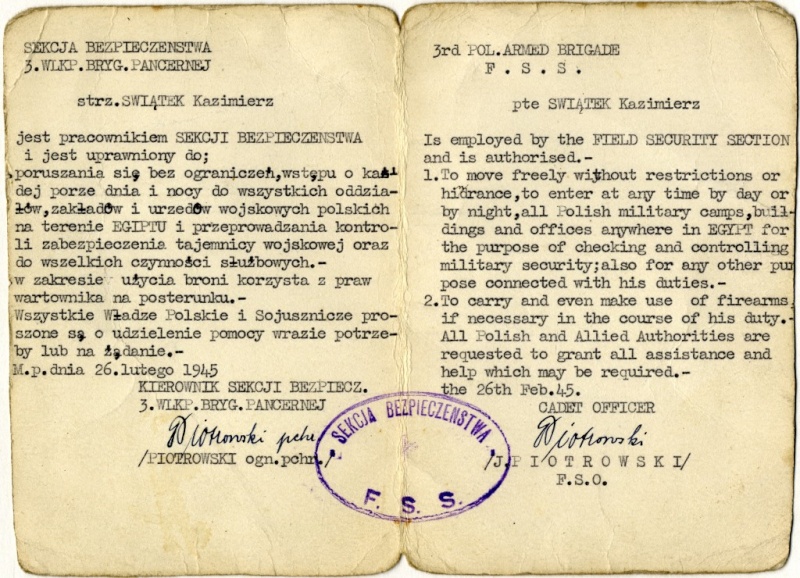 SEKCJA BEZPIECZENSTWA
3. WLKP.BRYG.PANCERNEJ
strz.SWIĄTEK Kazimierz
jest pracownikiem SEKCJI BEZPIECZENSTWA
i jest uprawniony do;
poruszania się bez ograniczeń,wstępu o każ
dej porze dnia i nocy do wszystkich oddzia-
łów,zakładów i urzedów wojskowych polskich
na terenie EGIPTU i przeprowadzania kontro-
li zabezpieczenia tajemnicy wojskowej oraz
do wszelkich czynności służbowych.-
w zakresie użycia broni korzysta z praw
wartownika na posterunku.-
Wszystkie Władze Polskie i Sojusznicze pro-
szone są o udzielenie pomocy wrazie potrze-
by lub na żądanie.-
M.p.dnia 26.lutego 1945
KIEROWNIK SEKCJI BEZPIECZ.
3.WLKP.BRYG.PANCERNEJ
Piotrowski pchr.
/PIOTROWSKI ogn.pchr./
3rd POL.ARMED BRIGADE
F. S. S.
pte SWIĄTEK Kazimierz
Is employed by the FIELD SECURITY SECTION
and is authorised.-
1.To move freely without restrictions or
hidrance,to enter at any time by day or
by night,all Polish military camps,buil-
dings and offices anywhere in EGYPT for
the purpose of checking and controlling
military security;also for any other pur
pose connected with his duties.-
2.To carry and even make use of firearms,
if necessary in the course of his duty.-
All Polish and Allied Authorities are
requested to grant all assistance and
help which may be required.-
the 26th Feb.45.
CADET OFFICER
Piotrowski
/J.P I O T R O W S K I/
F.S.O.
SEKCJA BEZPIECZEŃSTWA
F. S. S.